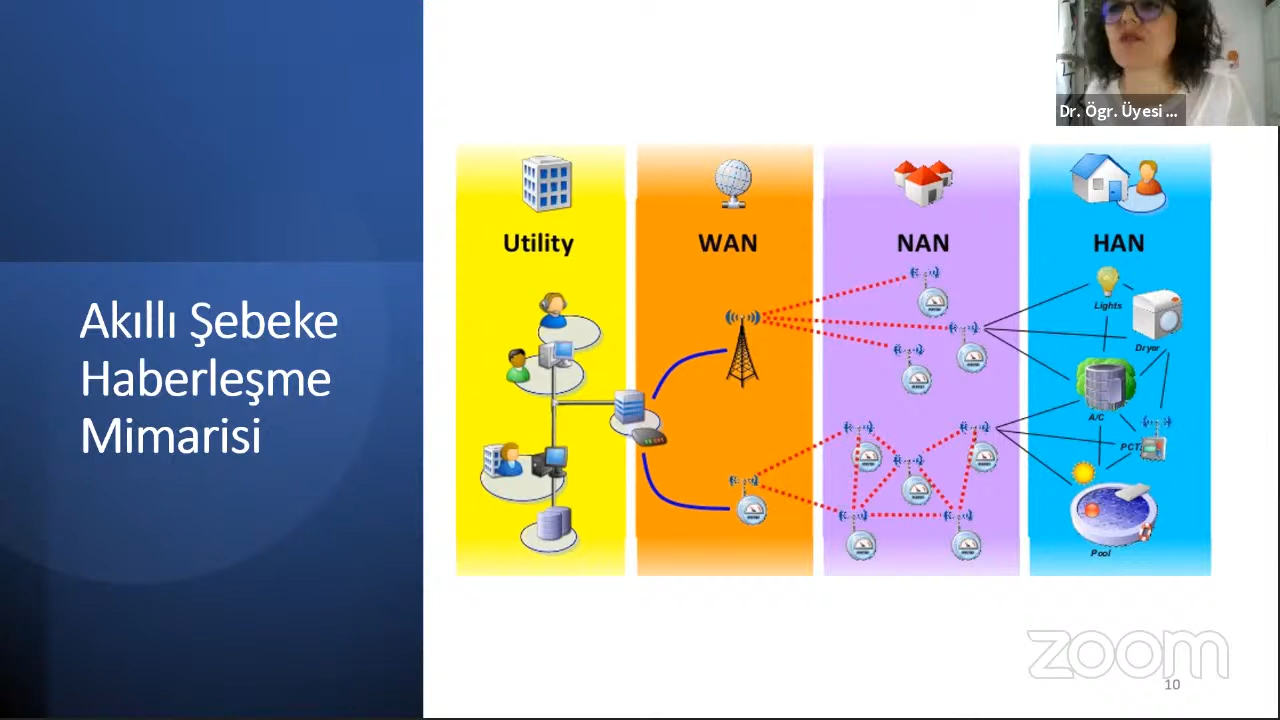 Dr. Ögr. Üyesi ...
Akıllı Şebeke
Haberleşme
Mimarisi
Utility
WAN
NAN
HAN
Lights
Dryer
A/C
PCT
Pool
zoom
10